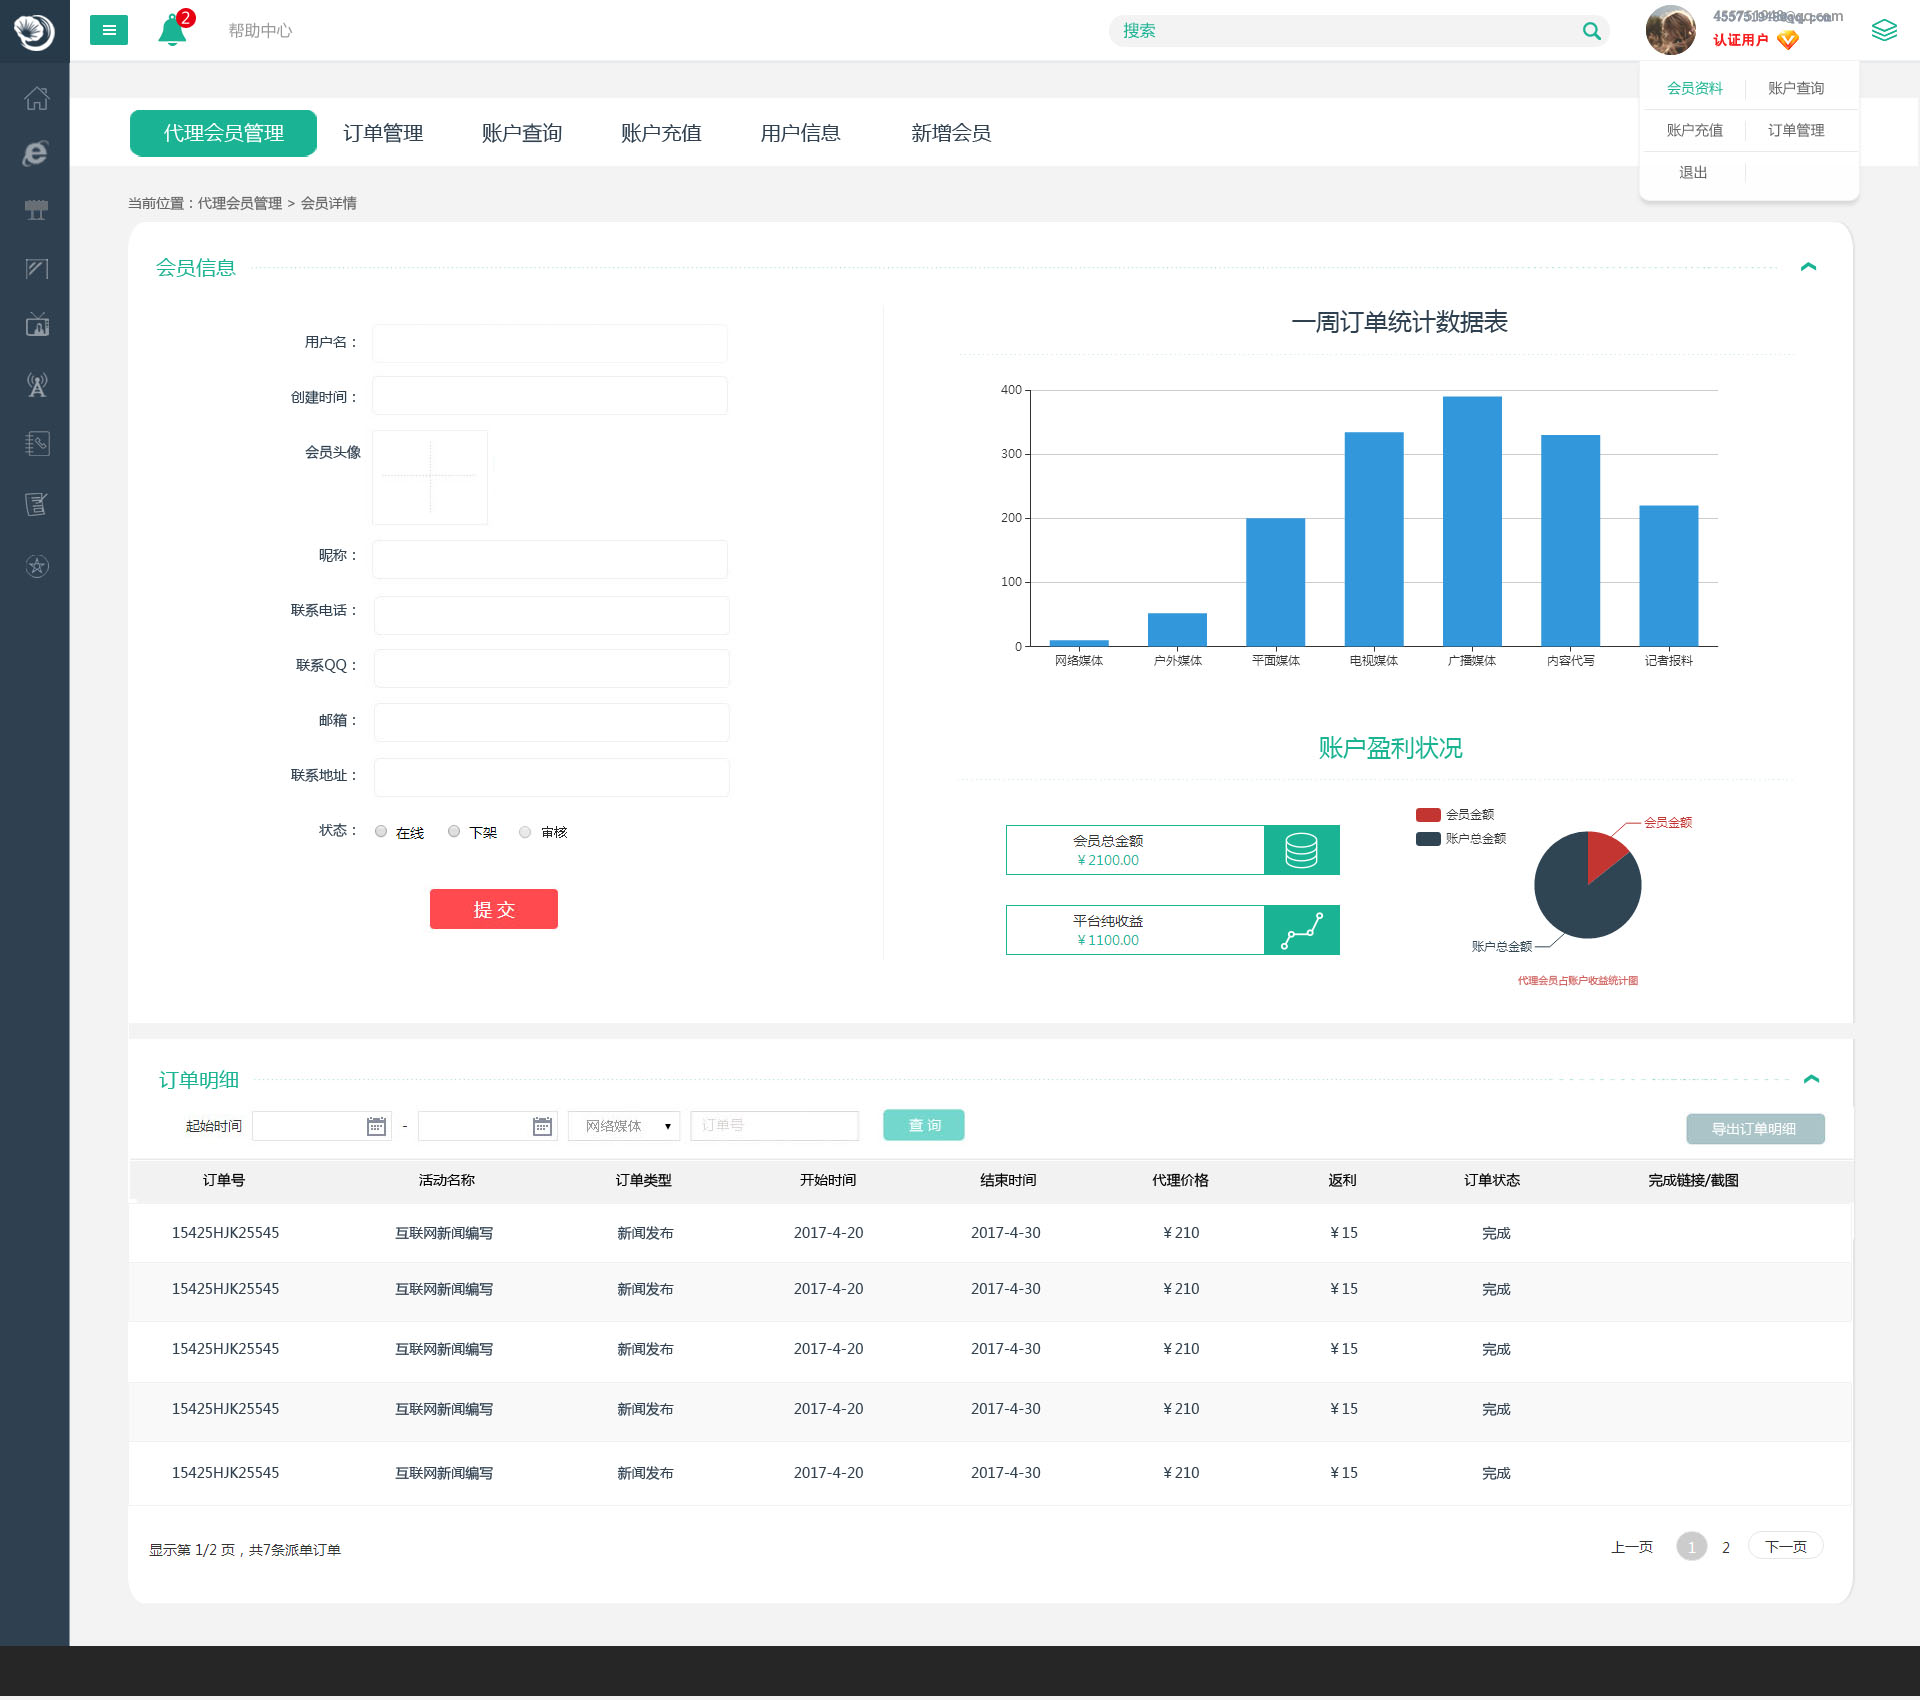 2
帮助中心
搜索
认证用户
会员资料 账户查询
账户充值 订单管理
退出
代理会员管理 订单管理 账户查询 账户充值 用户信息 新增会员
当前位置：代理会员管理 > 会员详情
会员信息
用户名：
创建时间：
会员头像
昵称：
联系电话：
联系QQ：
邮箱：
联系地址：
状态： 在线 下架 审核
提 交
一周订单统计数据表
400
300
200
100
0
网络媒体 户外媒体 平面媒体 电视媒体 广播媒体 内容代写 记者报料
账户盈利状况
会员总金额
¥2100.00
平台纯收益
¥1100.00
会员金额
账户总金额
会员金额
账户总金额
代理会员占账户收益统计图
订单明细
起始时间 - 网络媒体 订单号 查 询 导出订单明细
订单号 活动名称 订单类型 开始时间 结束时间 代理价格 返利 订单状态 完成链接/截图
15425HJK25545 互联网新闻编写 新闻发布 2017-4-20 2017-4-30 ¥210 ¥15 完成
15425HJK25545 互联网新闻编写 新闻发布 2017-4-20 2017-4-30 ¥210 ¥15 完成
15425HJK25545 互联网新闻编写 新闻发布 2017-4-20 2017-4-30 ¥210 ¥15 完成
15425HJK25545 互联网新闻编写 新闻发布 2017-4-20 2017-4-30 ¥210 ¥15 完成
15425HJK25545 互联网新闻编写 新闻发布 2017-4-20 2017-4-30 ¥210 ¥15 完成
显示第 1/2 页，共7条派单订单
上一页 1 2 下一页